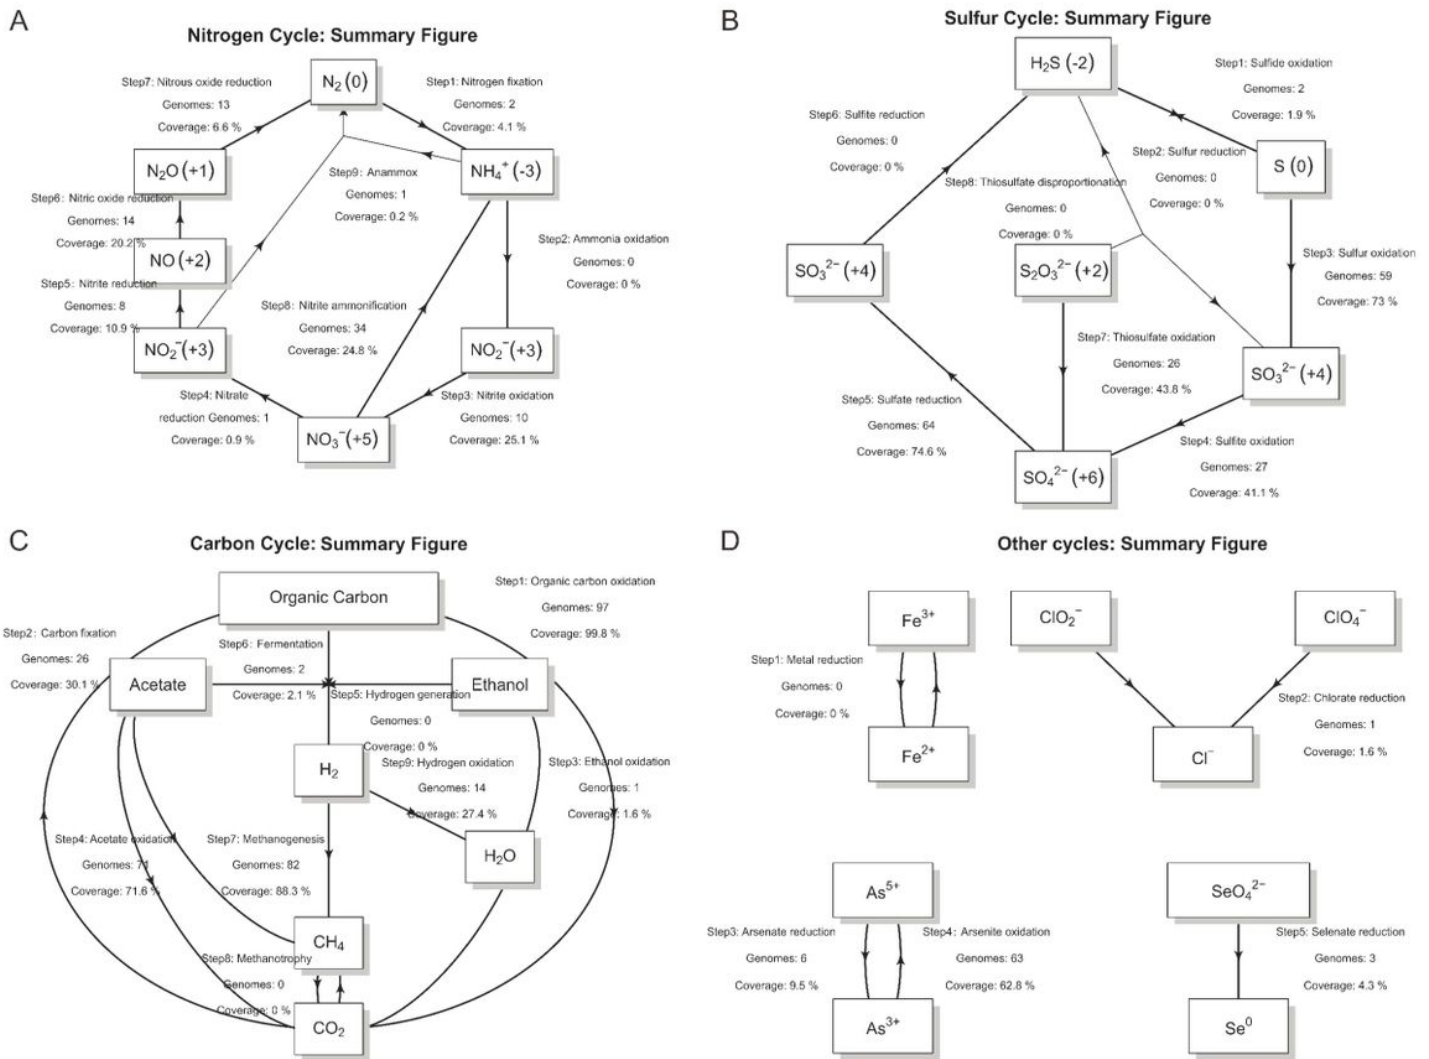 A
Nitrogen Cycle: Summary Figure
N₂ (0)
Step7: Nitrous oxide reduction
Genomes: 13
Coverage: 6.6 %
Step1: Nitrogen fixation
Genomes: 2
Coverage: 4.1 %
N₂O (+1)
NH₄⁺ (-3)
Step9: Anammox
Genomes: 1
Coverage: 0.2 %
Step6: Nitric oxide reduction
Genomes: 14
Coverage: 20.2 %
NO (+2)
Step2: Ammonia oxidation
Genomes: 0
Coverage: 0 %
Step5: Nitrite reduction
Genomes: 8
Coverage: 10.9 %
Step8: Nitrite ammonification
Genomes: 34
Coverage: 24.8 %
NO₂⁻ (+3)
NO₂⁻ (+3)
Step4: Nitrate
reduction Genomes: 1
Coverage: 0.9 %
Step3: Nitrite oxidation
Genomes: 10
Coverage: 25.1 %
NO₃⁻ (+5)
B
Sulfur Cycle: Summary Figure
H₂S (-2)
Step1: Sulfide oxidation
Genomes: 2
Coverage: 1.9 %
Step6: Sulfite reduction
Genomes: 0
Coverage: 0 %
Step2: Sulfur reduction
Genomes: 0
Coverage: 0 %
S (0)
Step8: Thiosulfate disproportionation
Genomes: 0
Coverage: 0 %
SO₃²⁻ (+4)
S₂O₃²⁻ (+2)
Step3: Sulfur oxidation
Genomes: 59
Coverage: 73 %
Step7: Thiosulfate oxidation
Genomes: 26
Coverage: 43.8 %
SO₃²⁻ (+4)
Step5: Sulfate reduction
Genomes: 64
Coverage: 74.6 %
Step4: Sulfite oxidation
Genomes: 27
Coverage: 41.1 %
SO₄²⁻ (+6)
C
Carbon Cycle: Summary Figure
Organic Carbon
Step1: Organic carbon oxidation
Genomes: 97
Coverage: 99.8 %
Step2: Carbon fixation
Genomes: 26
Coverage: 30.1 %
Step6: Fermentation
Genomes: 2
Coverage: 2.1 %
Acetate
Ethanol
Step5: Hydrogen generation
Genomes: 0
Coverage: 0 %
H₂
Step9: Hydrogen oxidation
Genomes: 14
Coverage: 27.4 %
Step3: Ethanol oxidation
Genomes: 1
Coverage: 1.6 %
Step4: Acetate oxidation
Genomes: 71
Coverage: 71.6 %
Step7: Methanogenesis
Genomes: 82
Coverage: 88.3 %
H₂O
CH₄
Step8: Methanotrophy
Genomes: 0
Coverage: 0 %
CO₂
D
Other cycles: Summary Figure
Fe³⁺
ClO₂⁻
ClO₄⁻
Step1: Metal reduction
Genomes: 0
Coverage: 0 %
Step2: Chlorate reduction
Genomes: 1
Coverage: 1.6 %
Fe²⁺
Cl⁻
As⁵⁺
SeO₄²⁻
Step3: Arsenate reduction
Genomes: 6
Coverage: 9.5 %
Step4: Arsenite oxidation
Genomes: 63
Coverage: 62.8 %
Step5: Selenate reduction
Genomes: 3
Coverage: 4.3 %
As³⁺
Se⁰